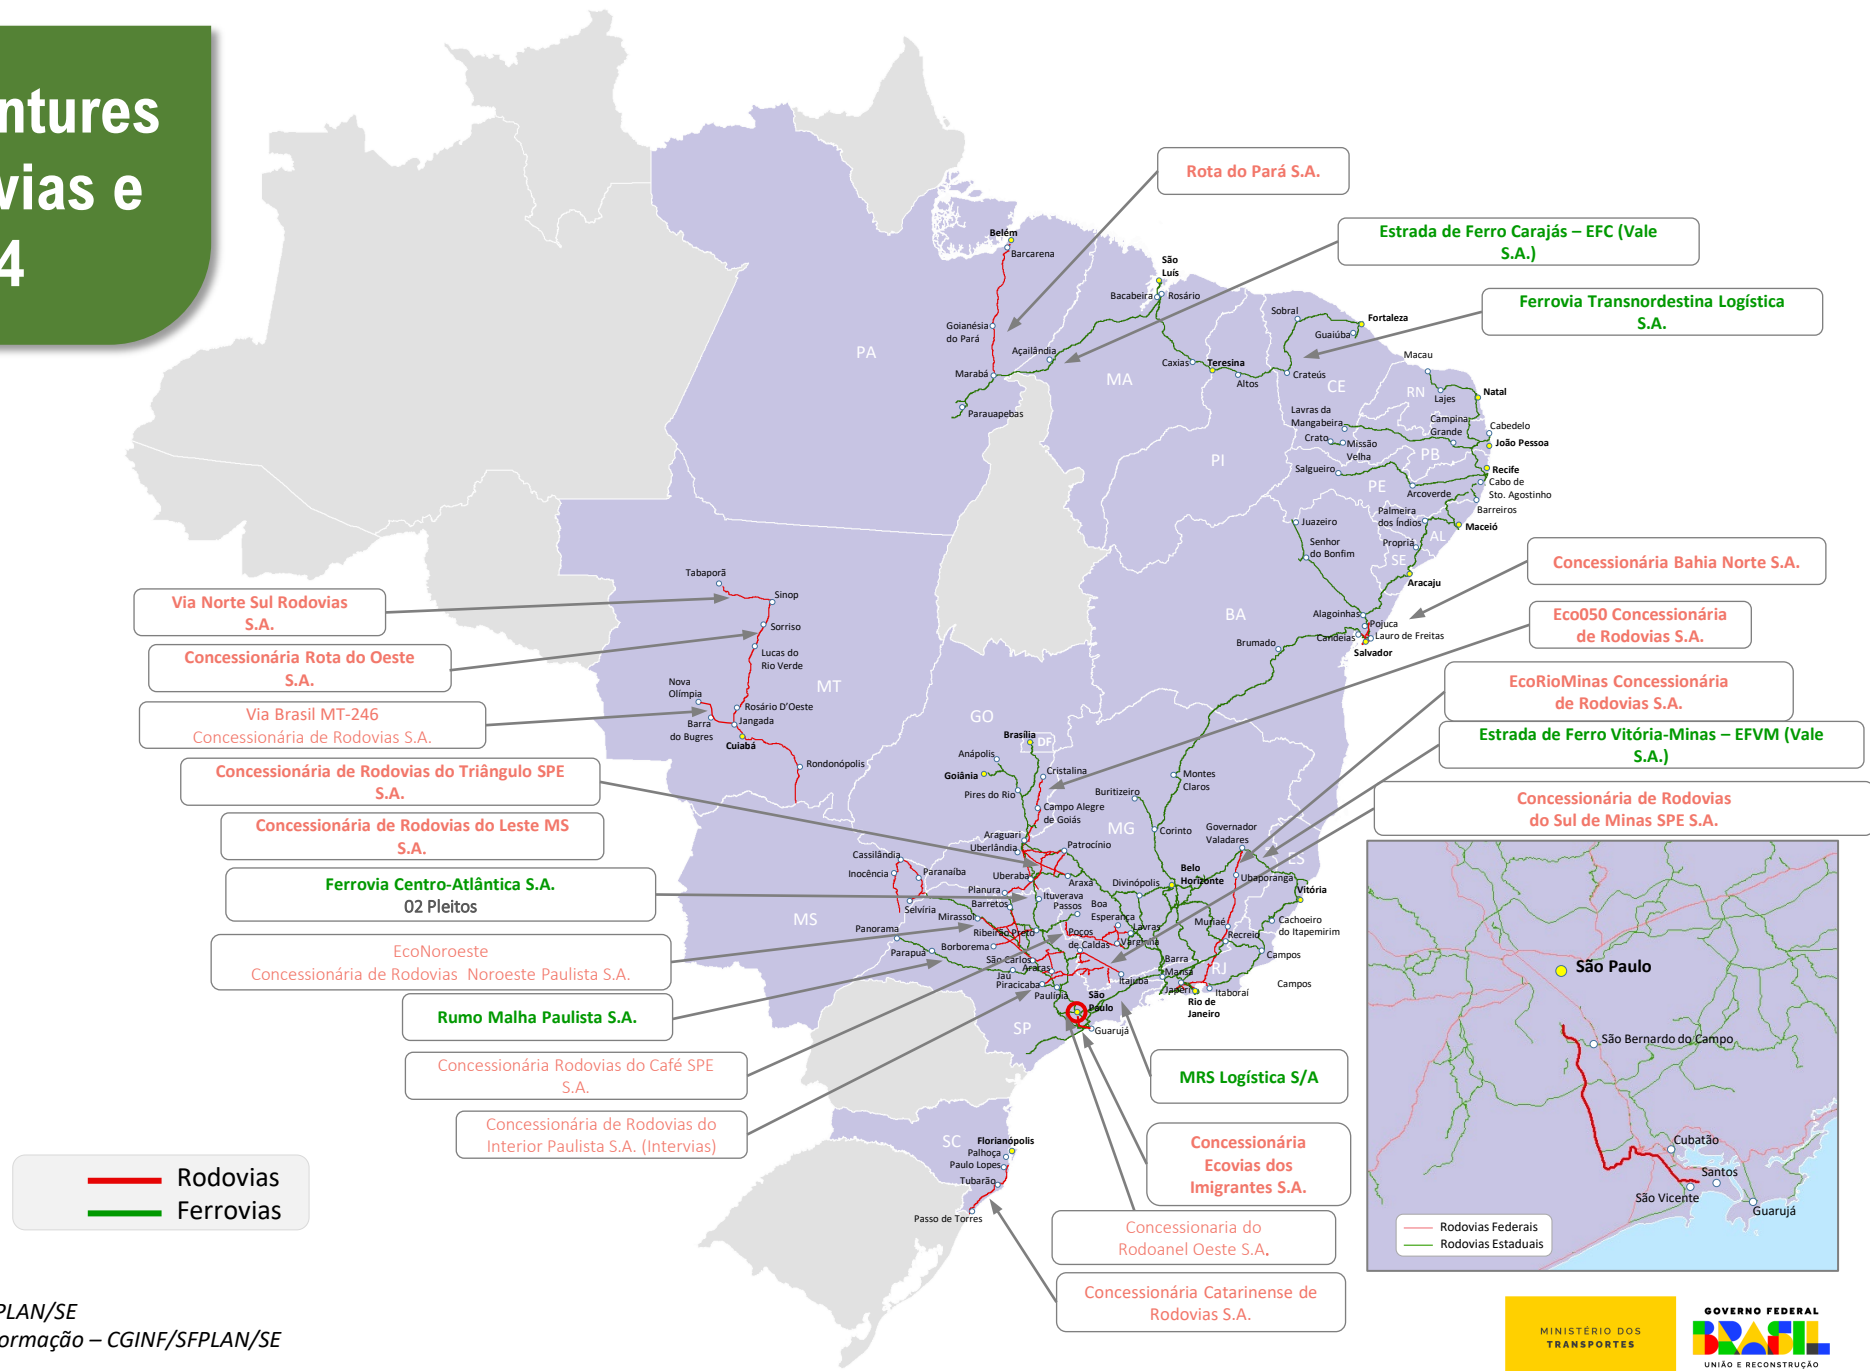 ntures
vias e
4
Rota do Pará S.A.
Estrada de Ferro Carajás – EFC (Vale
S.A.)
Ferrovia Transnordestina Logística
S.A.
Concessionária Bahia Norte S.A.
Eco050 Concessionária
de Rodovias S.A.
EcoRioMinas Concessionária
de Rodovias S.A.
Estrada de Ferro Vitória-Minas – EFVM (Vale
S.A.)
Concessionária de Rodovias
do Sul de Minas SPE S.A.
Via Norte Sul Rodovias
S.A.
Concessionária Rota do Oeste
S.A.
Via Brasil MT-246
Concessionária de Rodovias S.A.
Concessionária de Rodovias do Triângulo SPE
S.A.
Concessionária de Rodovias do Leste MS
S.A.
Ferrovia Centro-Atlântica S.A.
02 Pleitos
EcoNoroeste
Concessionária de Rodovias Noroeste Paulista S.A.
Rumo Malha Paulista S.A.
Concessionária Rodovias do Café SPE
S.A.
Concessionária de Rodovias do
Interior Paulista S.A. (Intervias)
MRS Logística S/A
Concessionária
Ecovias dos
Imigrantes S.A.
Concessionaria do
Rodoanel Oeste S.A.
Concessionária Catarinense de
Rodovias S.A.
Belém
Barcarena
Goianésia
do Pará
Marabá
Parauapebas
Açailândia
São
Luís
Bacabeira
Rosário
Caxias
Teresina
Altos
Sobral
Fortaleza
Guaiúba
Crateús
Macau
Lajes
Natal
Lavras da
Mangabeira
Campina
Grande
Cabedelo
João Pessoa
Crato
Missão
Velha
Salgueiro
Recife
Cabo de
Sto. Agostinho
Arcoverde
Barreiros
Palmeira
dos Índios
Maceió
Juazeiro
Senhor
do Bonfim
Propriá
Aracaju
Alagoinhas
Pojuca
Candeias
Lauro de Freitas
Salvador
Brumado
PA
MA
PI
CE
RN
PB
PE
AL
SE
BA
MT
GO
DF
MG
ES
MS
SP
RJ
SC
Tabaporã
Sinop
Sorriso
Lucas do
Rio Verde
Nova
Olímpia
Rosário D'Oeste
Barra
do Bugres
Jangada
Cuiabá
Rondonópolis
Brasília
Anápolis
Goiânia
Cristalina
Pires do Rio
Campo Alegre
de Goiás
Montes
Claros
Buritizeiro
Corinto
Governador
Valadares
Araguari
Uberlândia
Patrocínio
Cassilândia
Inocência
Paranaíba
Uberaba
Araxá
Divinópolis
Belo
Horizonte
Ubaporanga
Vitória
Planura
Ituverava
Selvíria
Barretos
Passos
Boa
Esperança
Mirassol
Panorama
Ribeirão Preto
Poços
de Caldas
Lavras
Varginha
Muriaé
Recreio
Cachoeiro
do Itapemirim
Parapuã
Borborema
São Carlos
Araras
Jaú
Piracicaba
Paulínia
Itajubá
Barra
Mansa
Campos
Campos
Japeri
Itaboraí
Rio de
Janeiro
São
Paulo
Guarujá
Florianópolis
Palhoça
Paulo Lopes
Tubarão
Passo de Torres
São Paulo
São Bernardo do Campo
Cubatão
Santos
São Vicente
Guarujá
Rodovias Federais
Rodovias Estaduais
Rodovias
Ferrovias
PLAN/SE
ormação – CGINF/SFPLAN/SE
MINISTÉRIO DOS
TRANSPORTES
GOVERNO FEDERAL
BRASIL
UNIÃO E RECONSTRUÇÃO